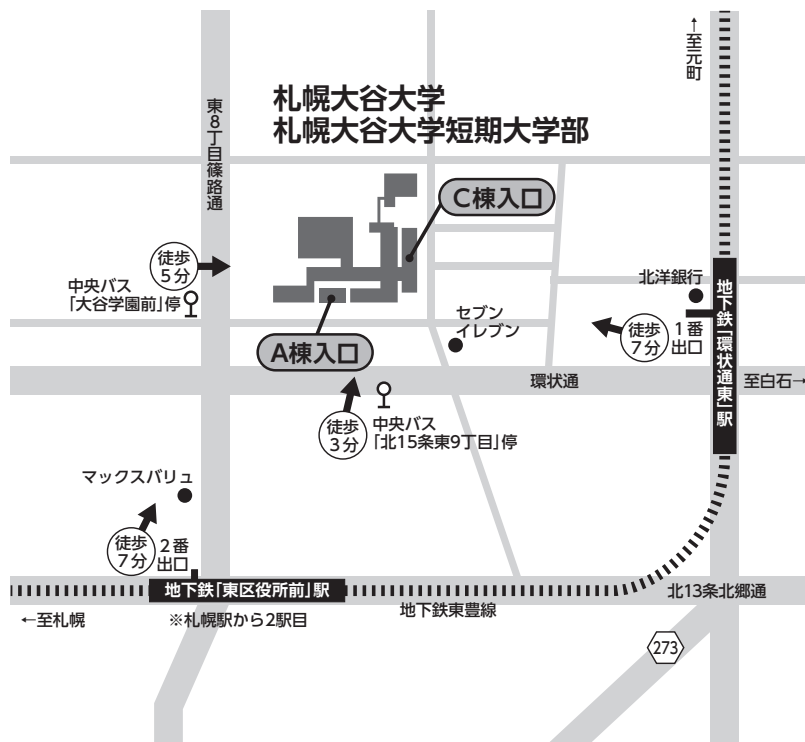 ↑至元町
札幌大谷大学
札幌大谷大学短期大学部
東8丁目篠路通
C棟入口
徒歩
5分
中央バス
「大谷学園前」停
北洋銀行
セブン
イレブン
徒歩
7分
1番
出口
地下鉄「環状通東」駅
A棟入口
環状通
至白石→
徒歩
3分
中央バス
「北15条東9丁目」停
マックスバリュ
徒歩
7分
2番
出口
地下鉄「東区役所前」駅
北13条北郷通
地下鉄東豊線
←至札幌
※札幌駅から2駅目
273